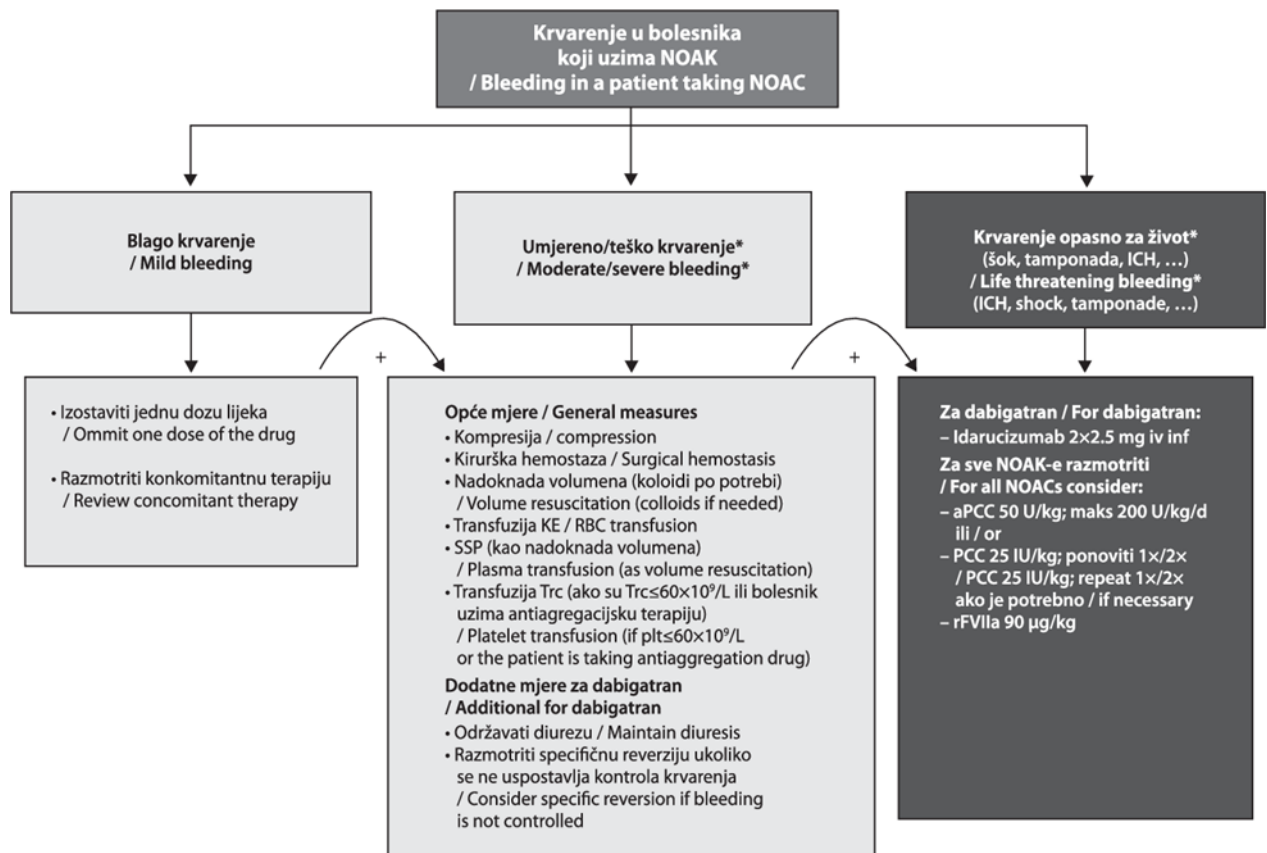 Krvarenje u bolesnika
koji uzima NOAK
/ Bleeding in a patient taking NOAC
Blago krvarenje
/ Mild bleeding
Umjereno/teško krvarenje*
/ Moderate/severe bleeding*
Krvarenje opasno za život*
(šok, tamponada, ICH, …)
/ Life threatening bleeding*
(ICH, shock, tamponade, …)
+
+
• Izostaviti jednu dozu lijeka
/ Ommit one dose of the drug
• Razmotriti konkomitantnu terapiju
/ Review concomitant therapy
Opće mjere / General measures
• Kompresija / compression
• Kirurška hemostaza / Surgical hemostasis
• Nadoknada volumena (koloidi po potrebi)
/ Volume resuscitation (colloids if needed)
• Transfuzija KE / RBC transfusion
• SSP (kao nadoknada volumena)
/ Plasma transfusion (as volume resuscitation)
• Transfuzija Trc (ako su Trc≤60×10⁹/L ili bolesnik
uzima antiagregacijsku terapiju)
/ Platelet transfusion (if plt≤60×10⁹/L
or the patient is taking antiaggregation drug)
Dodatne mjere za dabigatran
/ Additional for dabigatran
• Održavati diurezu / Maintain diuresis
• Razmotriti specifičnu reverziju ukoliko
se ne uspostavlja kontrola krvarenja
/ Consider specific reversion if bleeding
is not controlled
Za dabigatran / For dabigatran:
– Idarucizumab 2×2.5 mg iv inf
Za sve NOAK-e razmotriti
/ For all NOACs consider:
– aPCC 50 U/kg; maks 200 U/kg/d
ili / or
– PCC 25 IU/kg; ponoviti 1×/2×
/ PCC 25 IU/kg; repeat 1×/2×
ako je potrebno / if necessary
– rFVIIa 90 µg/kg